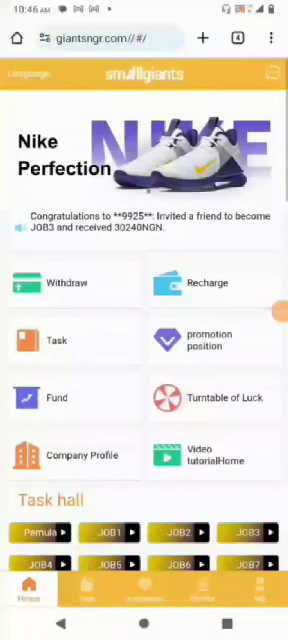 10:46 AM
giantsngr.com//#/
4
Language
smallgiants
NIKE
Nike
Perfection
Congratulations to **9925**: Invited a friend to become
JOB3 and received 30240NGN.
Withdraw
Recharge
Task
promotion
position
Fund
Turntable of Luck
Company Profile
Video
tutorialHome
Task hall
Pemula
JOB1
JOB2
JOB3
JOB4
JOB5
JOB6
JOB7
Home